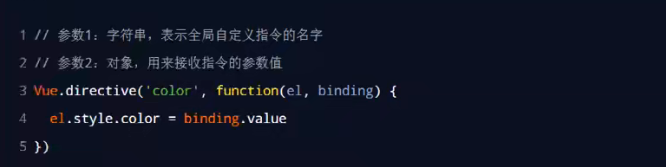 1 // 参数1：字符串，表示全局自定义指令的名字
2 // 参数2：对象，用来接收指令的参数值
3 Vue.directive('color', function(el, binding) {
4   el.style.color = binding.value
5 })